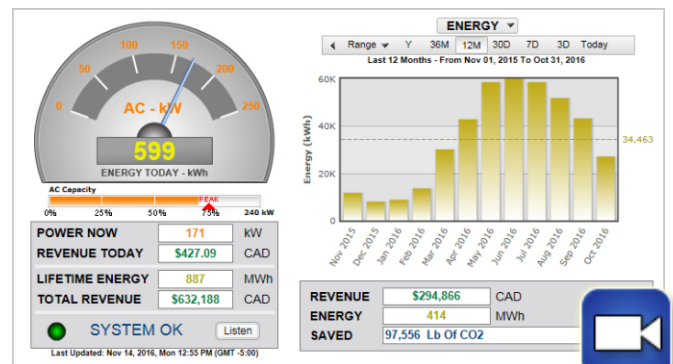 ENERGY
Range Y 36M 12M 30D 7D 3D Today
Last 12 Months - From Nov 01, 2015 To Oct 31, 2016
0 50 100 150 200 250
AC - kW
599
ENERGY TODAY - kWh
AC Capacity
PEAK
0% 25% 50% 75% 240 kW
POWER NOW 171 kW
REVENUE TODAY $427.09 CAD
LIFETIME ENERGY 887 MWh
TOTAL REVENUE $632,188 CAD
SYSTEM OK Listen
Last Updated: Nov 14, 2016, Mon 12:55 PM (GMT -5:00)
Energy (kWh)
60K
40K
34,463
20K
0
Nov 2015 Dec 2015 Jan 2016 Feb 2016 Mar 2016 Apr 2016 May 2016 Jun 2016 Jul 2016 Aug 2016 Sep 2016 Oct 2016
REVENUE $294,866 CAD
ENERGY 414 MWh
SAVED 97,556 Lb Of CO2